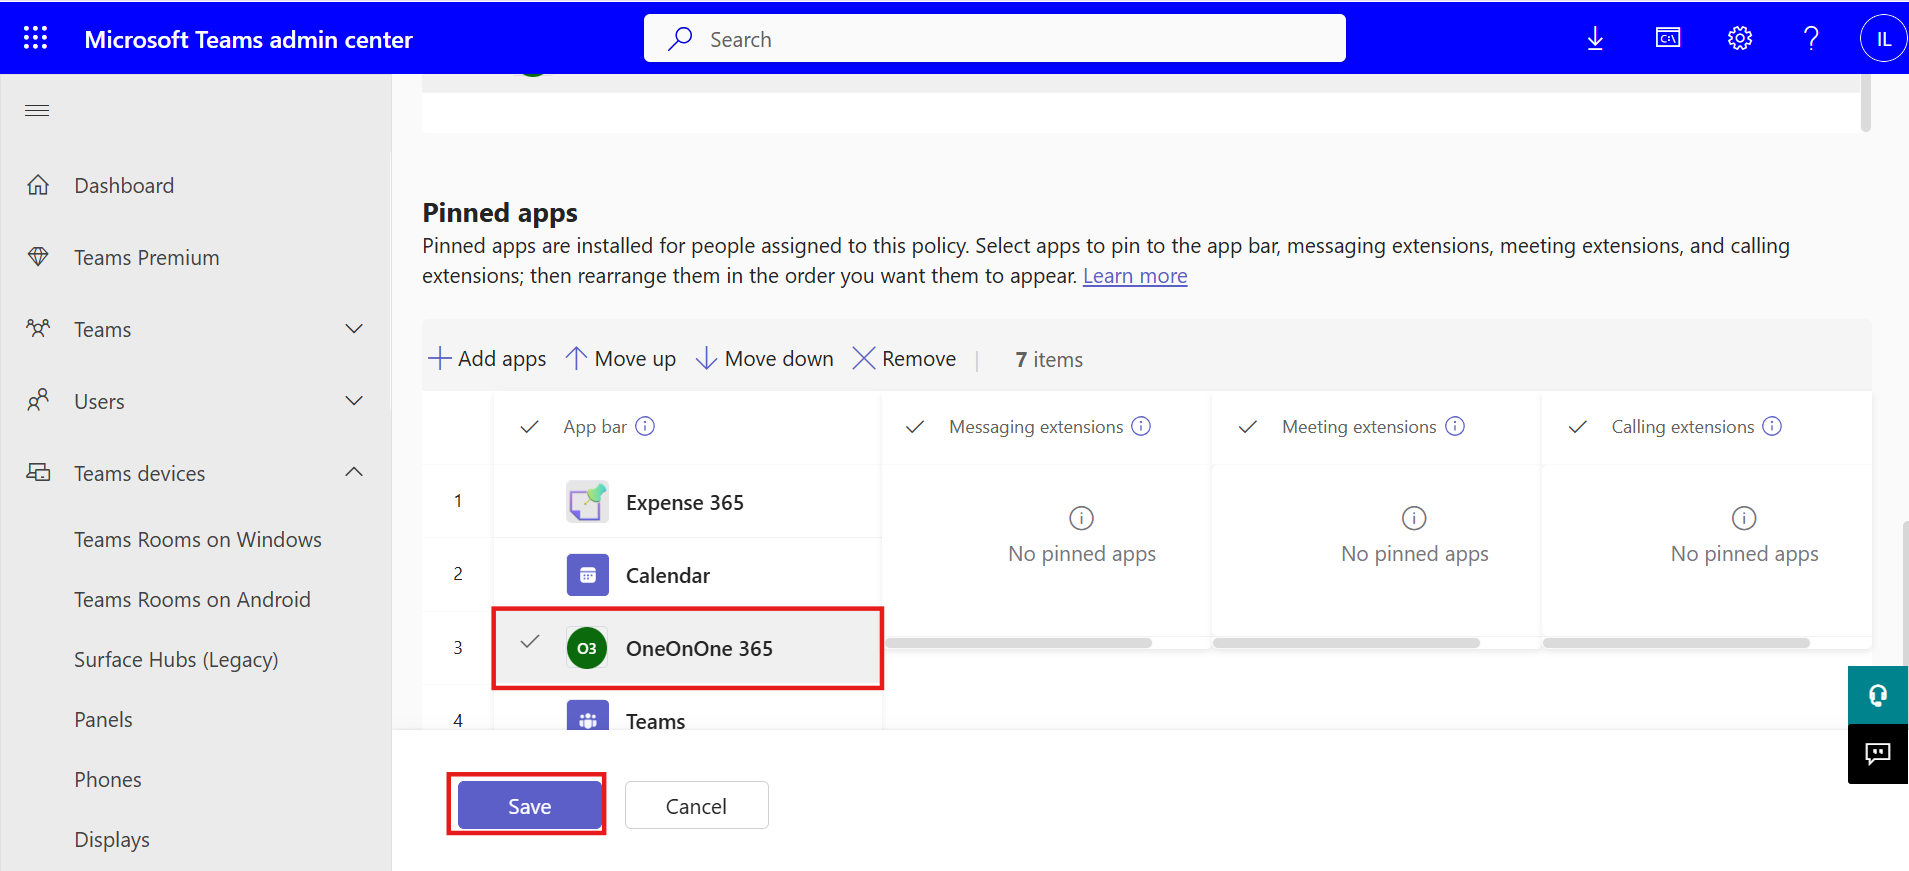 Microsoft Teams admin center
Search
C:\
?
IL
Dashboard
Teams Premium
Teams
Users
Teams devices
Teams Rooms on Windows
Teams Rooms on Android
Surface Hubs (Legacy)
Panels
Phones
Displays
Pinned apps
Pinned apps are installed for people assigned to this policy. Select apps to pin to the app bar, messaging extensions, meeting extensions, and calling
extensions; then rearrange them in the order you want them to appear. Learn more
Add apps Move up Move down Remove | 7 items
App bar Messaging extensions Meeting extensions Calling extensions
1 Expense 365
No pinned apps No pinned apps No pinned apps
2 Calendar
3 O3 OneOnOne 365
4 Teams
Save Cancel